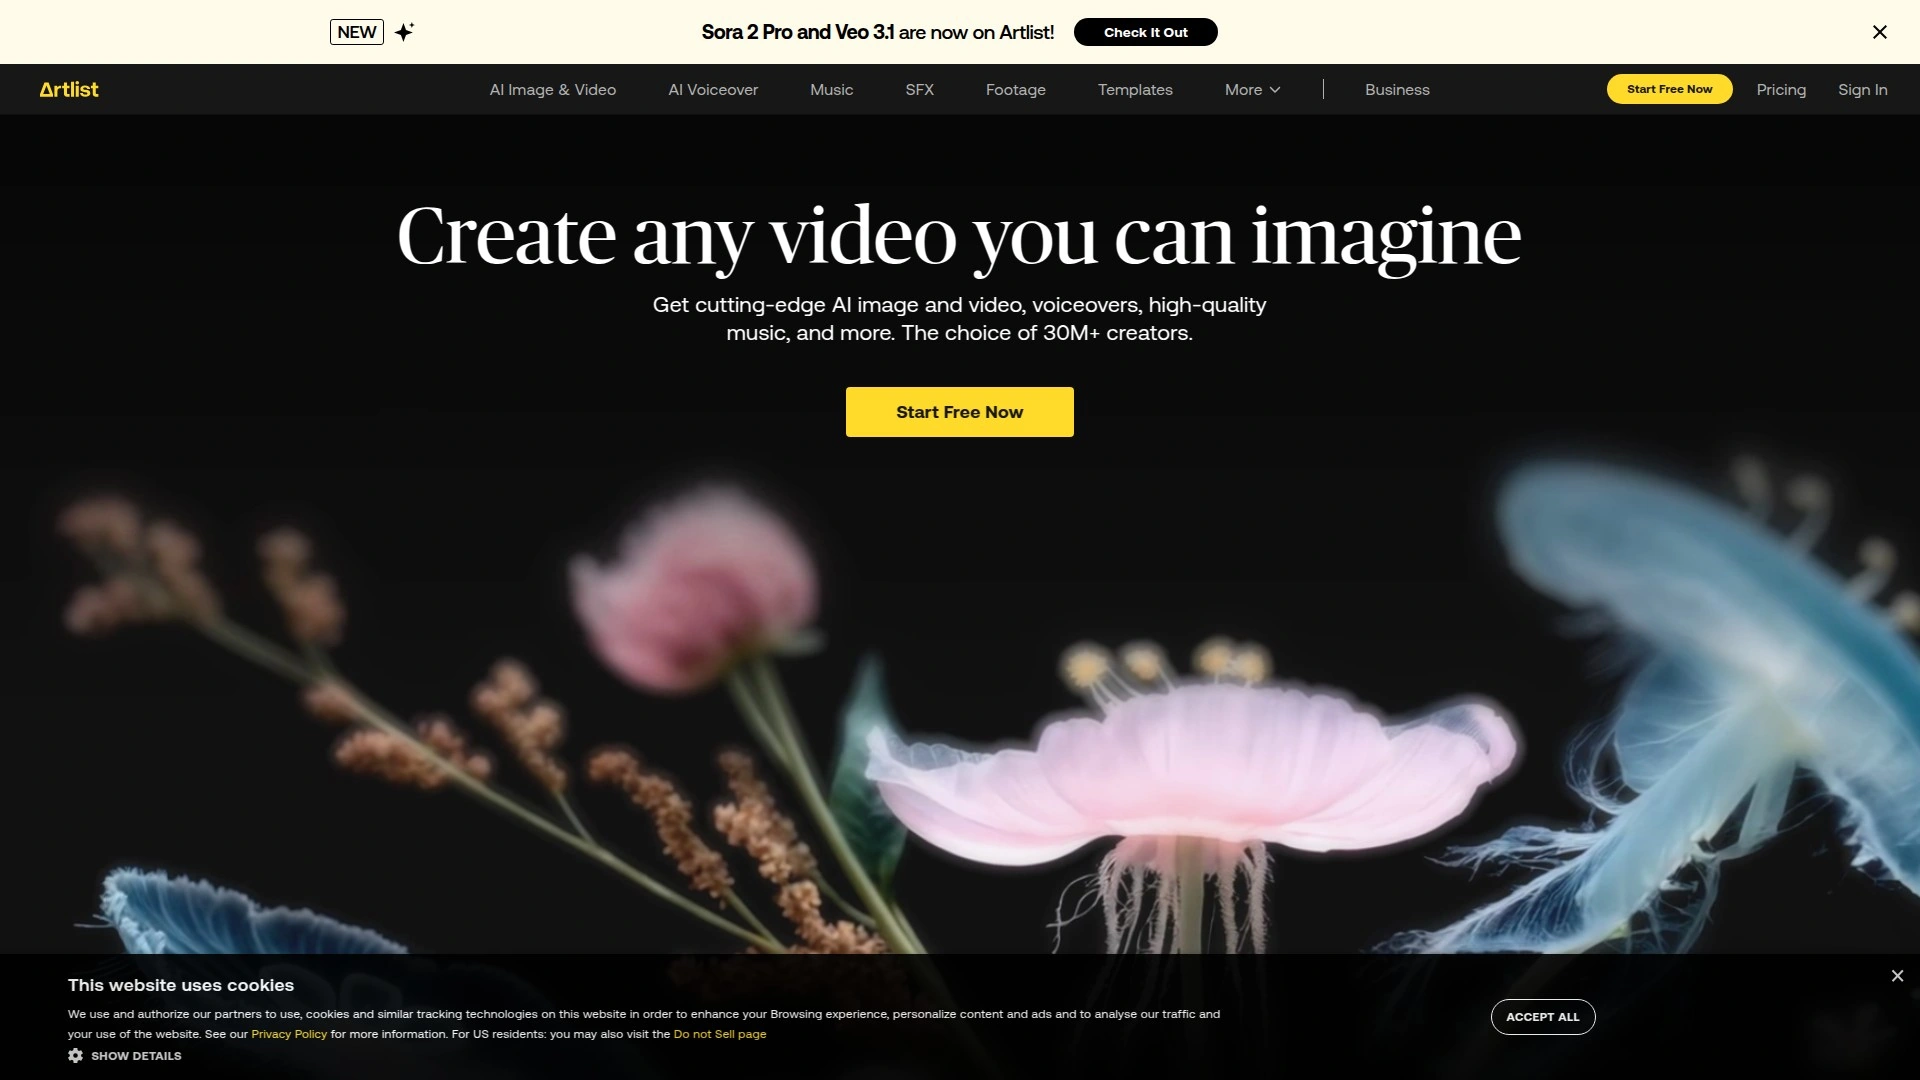 NEW
Sora 2 Pro and Veo 3.1 are now on Artlist!
Check It Out
Artlist
AI Image & Video
AI Voiceover
Music
SFX
Footage
Templates
More
Business
Start Free Now
Pricing
Sign In
Create any video you can imagine
Get cutting-edge AI image and video, voiceovers, high-quality
music, and more. The choice of 30M+ creators.
Start Free Now
This website uses cookies
We use and authorize our partners to use, cookies and similar tracking technologies on this website in order to enhance your Browsing experience, personalize content and ads and to analyse our traffic and
your use of the website. See our Privacy Policy for more information. For US residents: you may also visit the Do not Sell page
SHOW DETAILS
ACCEPT ALL